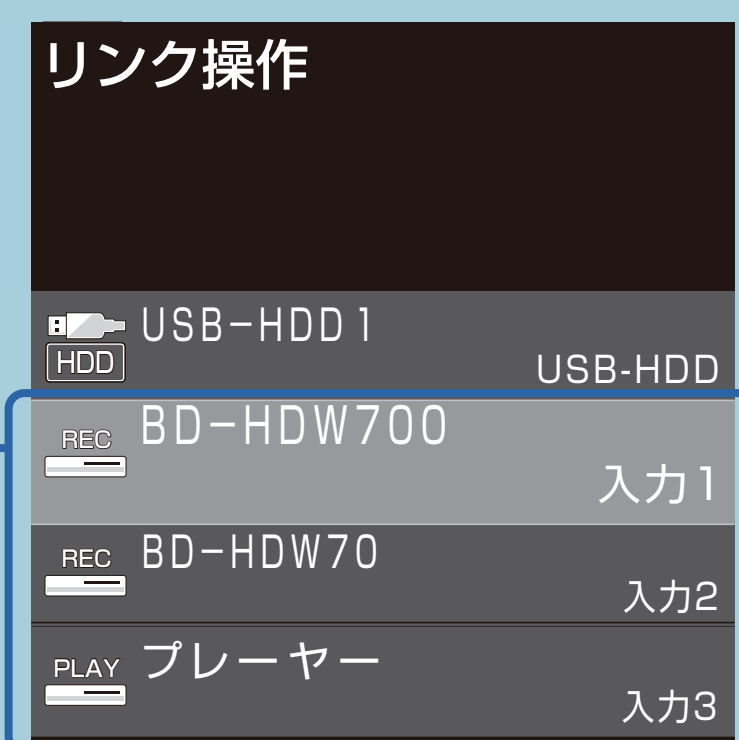 リンク操作
USB-HDD1
HDD
USB-HDD
BD-HDW700
REC
入力1
BD-HDW70
REC
入力2
プレーヤー
PLAY
入力3